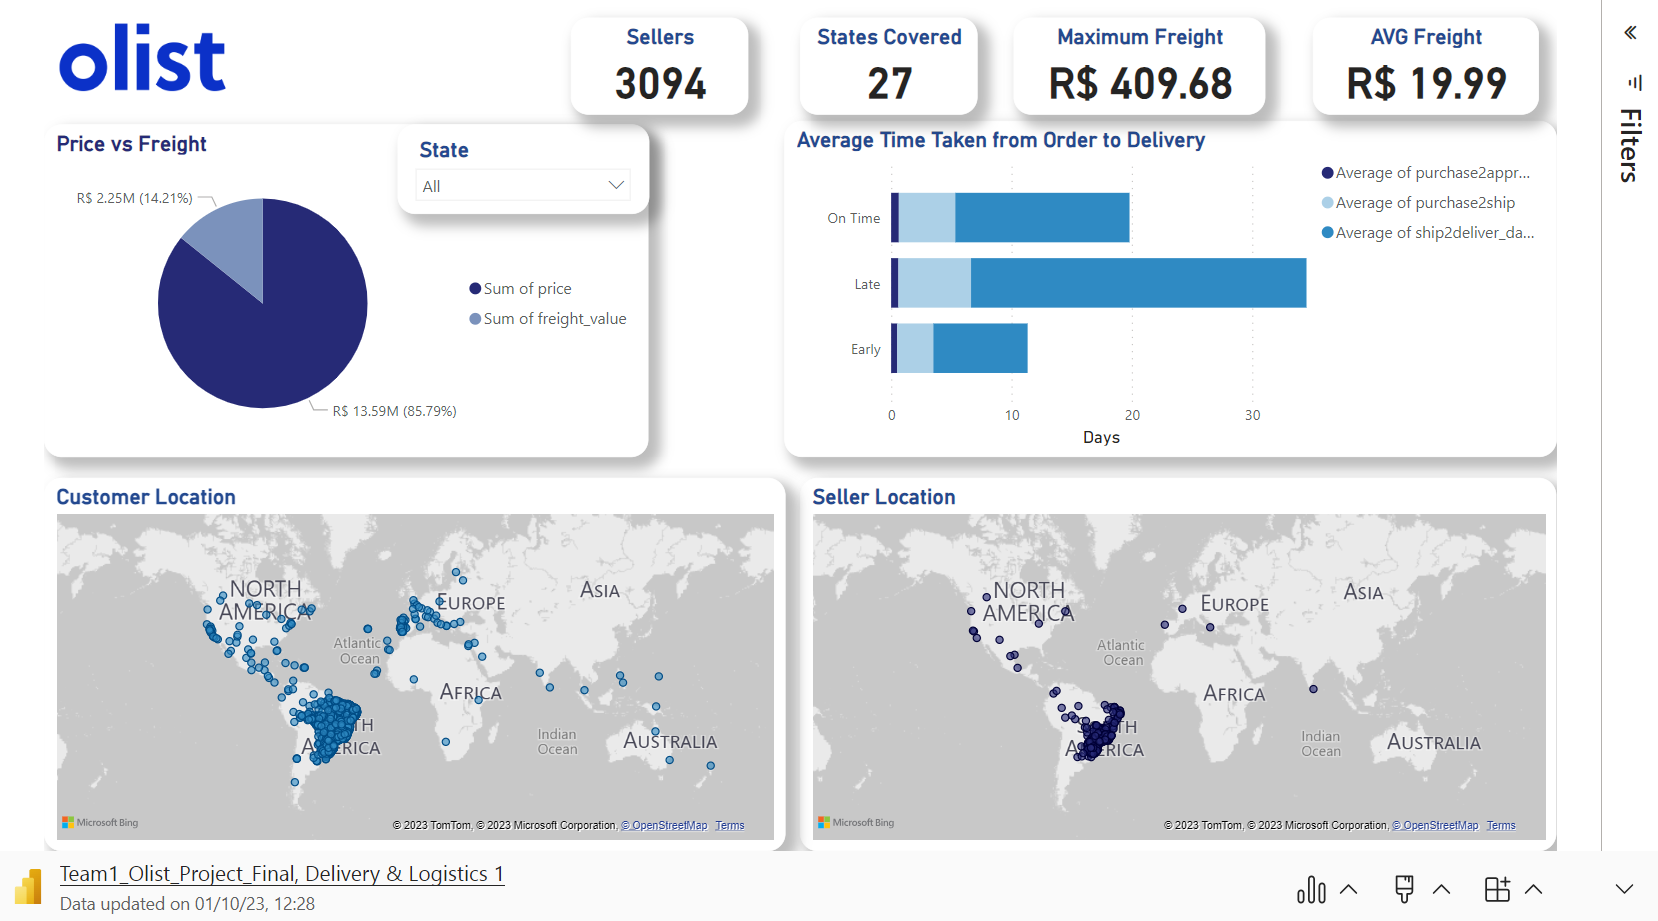 olist
Sellers
3094
States Covered
27
Maximum Freight
R$ 409.68
AVG Freight
R$ 19.99
Filters
Price vs Freight
State
All
R$ 2.25M (14.21%)
R$ 13.59M (85.79%)
Sum of price
Sum of freight_value
Average Time Taken from Order to Delivery
On Time
Late
Early
0 10 20 30
Days
Average of purchase2appr...
Average of purchase2ship
Average of ship2deliver_da...
Customer Location
NORTH
AMERICA
EUROPE
ASIA
Atlantic
Ocean
AFRICA
AMERICA
Indian
Ocean
AUSTRALIA
Microsoft Bing
© 2023 TomTom, © 2023 Microsoft Corporation, © OpenStreetMap Terms
Seller Location
NORTH
AMERICA
EUROPE
ASIA
Atlantic
Ocean
AFRICA
AMERICA
Indian
Ocean
AUSTRALIA
Microsoft Bing
© 2023 TomTom, © 2023 Microsoft Corporation, © OpenStreetMap Terms
Team1_Olist_Project_Final, Delivery & Logistics 1
Data updated on 01/10/23, 12:28